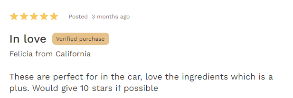 Posted 3 months ago
In love Verified purchase
Felicia from California
These are perfect for in the car, love the ingredients which is a
plus. Would give 10 stars if possible